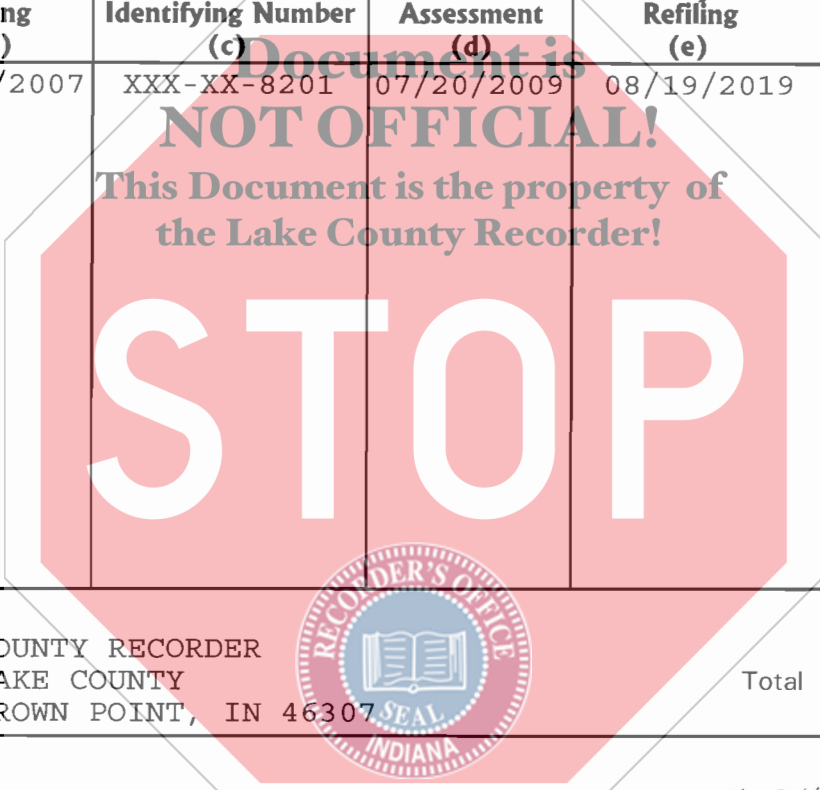 ng Identifying Number Assessment Refiling
) (c) (d) (e)
Document is
/2007 XXX-XX-8201 07/20/2009 08/19/2019
NOT OFFICIAL!
This Document is the property of
the Lake County Recorder!
STOP
RECORDER'S OFFICE
OUNTY RECORDER
AKE COUNTY Total
ROWN POINT, IN 46307
SEAL
INDIANA